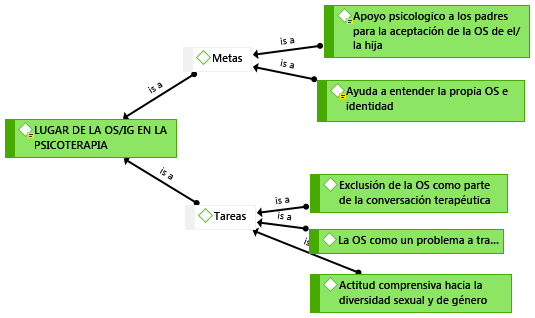 Apoyo psicologico a los padres
para la aceptación de la OS de el/
la hija
is a
Metas
is a
is a
Ayuda a entender la propia OS e
identidad
LUGAR DE LA OS/IG EN LA
PSICOTERAPIA
is a
Exclusión de la OS como parte
de la conversación terapéutica
is a
Tareas
is a
La OS como un problema a tra...
Actitud comprensiva hacia la
diversidad sexual y de género